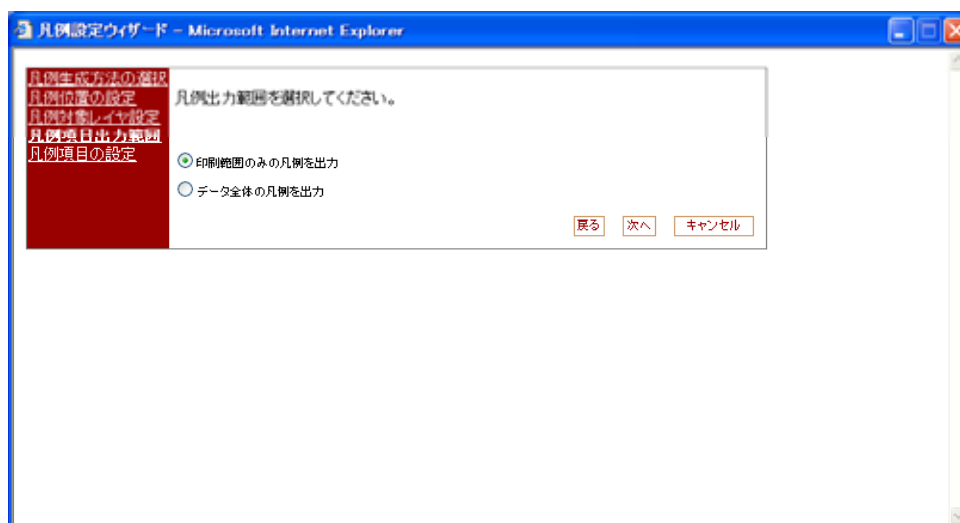 凡例設定ウィザード - Microsoft Internet Explorer
凡例生成方法の選択
凡例位置の設定
凡例対象レイヤ設定
凡例項目出力範囲
凡例項目の設定
凡例出力範囲を選択してください。
印刷範囲のみの凡例を出力
データ全体の凡例を出力
戻る 次へ キャンセル